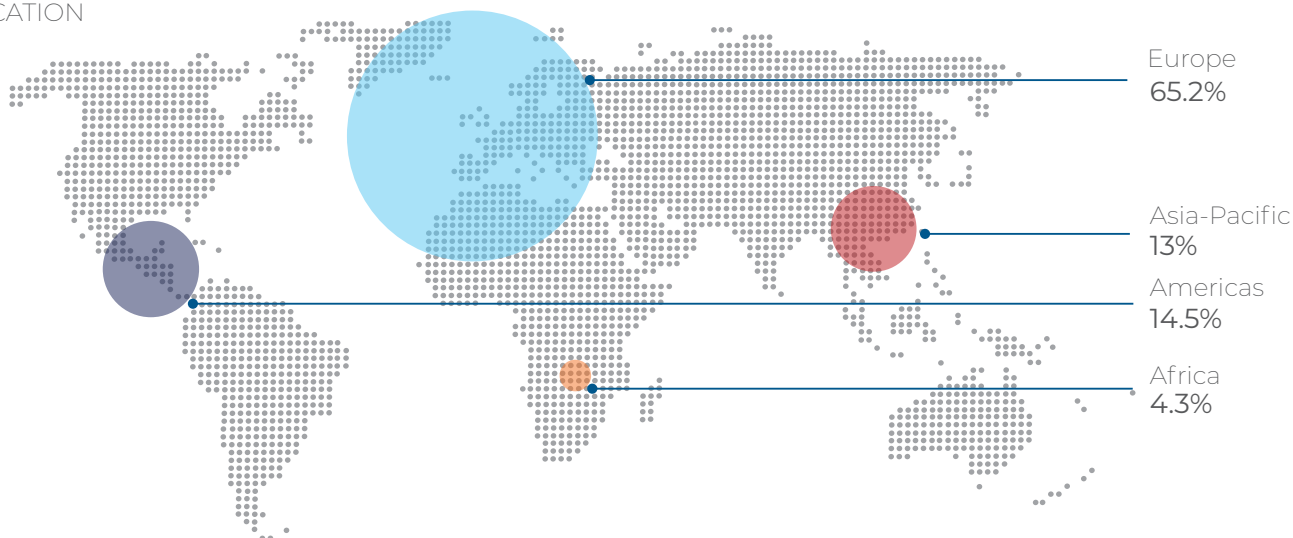 CATION
Europe
65.2%
Asia-Pacific
13%
Americas
14.5%
Africa
4.3%